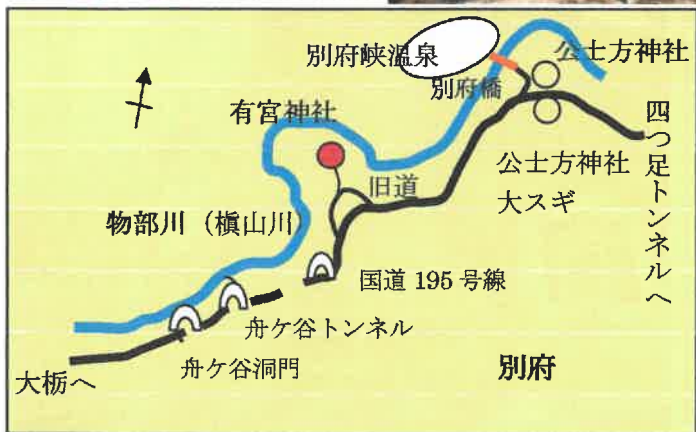 別府峡温泉
公士方神社
別府橋
有宮神社
四つ足トンネルへ
旧道
公士方神社
大スギ
物部川（槇山川）
国道 195 号線
舟ケ谷トンネル
舟ケ谷洞門
別府
大栃へ